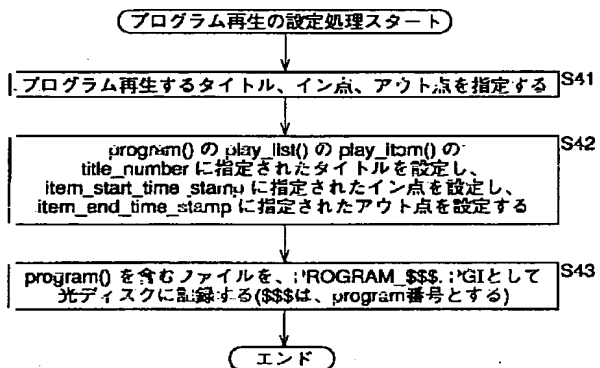 プログラム再生の設定処理スタート
プログラム再生するタイトル、イン点、アウト点を指定する
S41
program() の play_list() の play_item() の
S42
title_number に指定されたタイトルを設定し、
item_start_time_stamp に指定されたイン点を設定し、
item_end_time_stamp に指定されたアウト点を設定する
program() を含むファイルを、PROGRAM_$$$.PGIとして
S43
光ディスクに記録する($$$は、program番号とする)
エンド